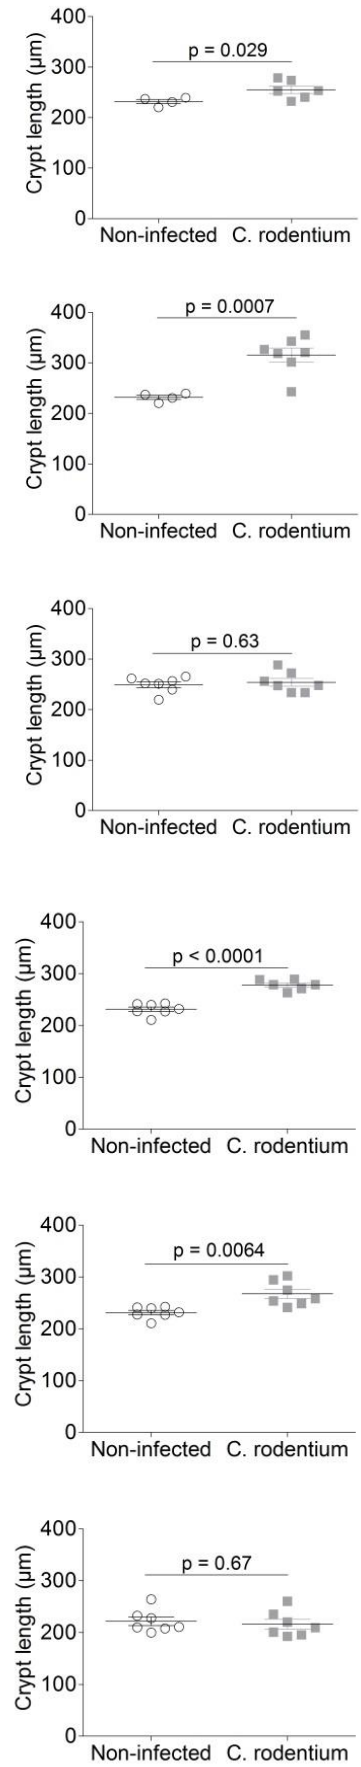 400
p = 0.029
300
200
100
0
Crypt length (μm)
Non-infected C. rodentium
400
p = 0.0007
300
200
100
0
Crypt length (μm)
Non-infected C. rodentium
400
p = 0.63
300
200
100
0
Crypt length (μm)
Non-infected C. rodentium
400
p < 0.0001
300
200
100
0
Crypt length (μm)
Non-infected C. rodentium
400
p = 0.0064
300
200
100
0
Crypt length (μm)
Non-infected C. rodentium
400
p = 0.67
300
200
100
0
Crypt length (μm)
Non-infected C. rodentium